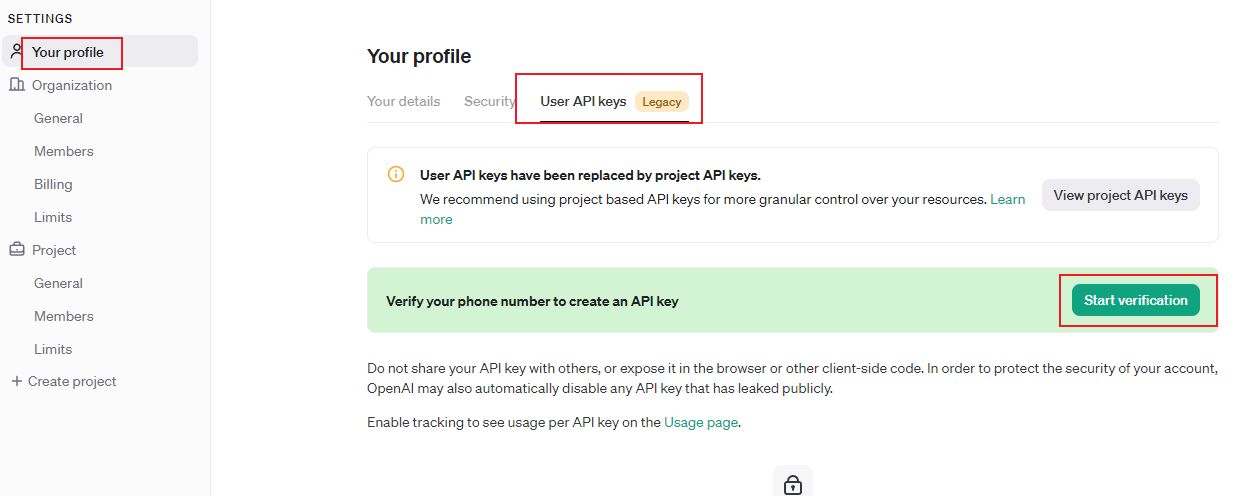 SETTINGS
Your profile
Organization
General
Members
Billing
Limits
Project
General
Members
Limits
+ Create project
Your profile
Your details Security User API keys Legacy
User API keys have been replaced by project API keys.
We recommend using project based API keys for more granular control over your resources. Learn
more
View project API keys
Verify your phone number to create an API key
Start verification
Do not share your API key with others, or expose it in the browser or other client-side code. In order to protect the security of your account,
OpenAI may also automatically disable any API key that has leaked publicly.
Enable tracking to see usage per API key on the Usage page.